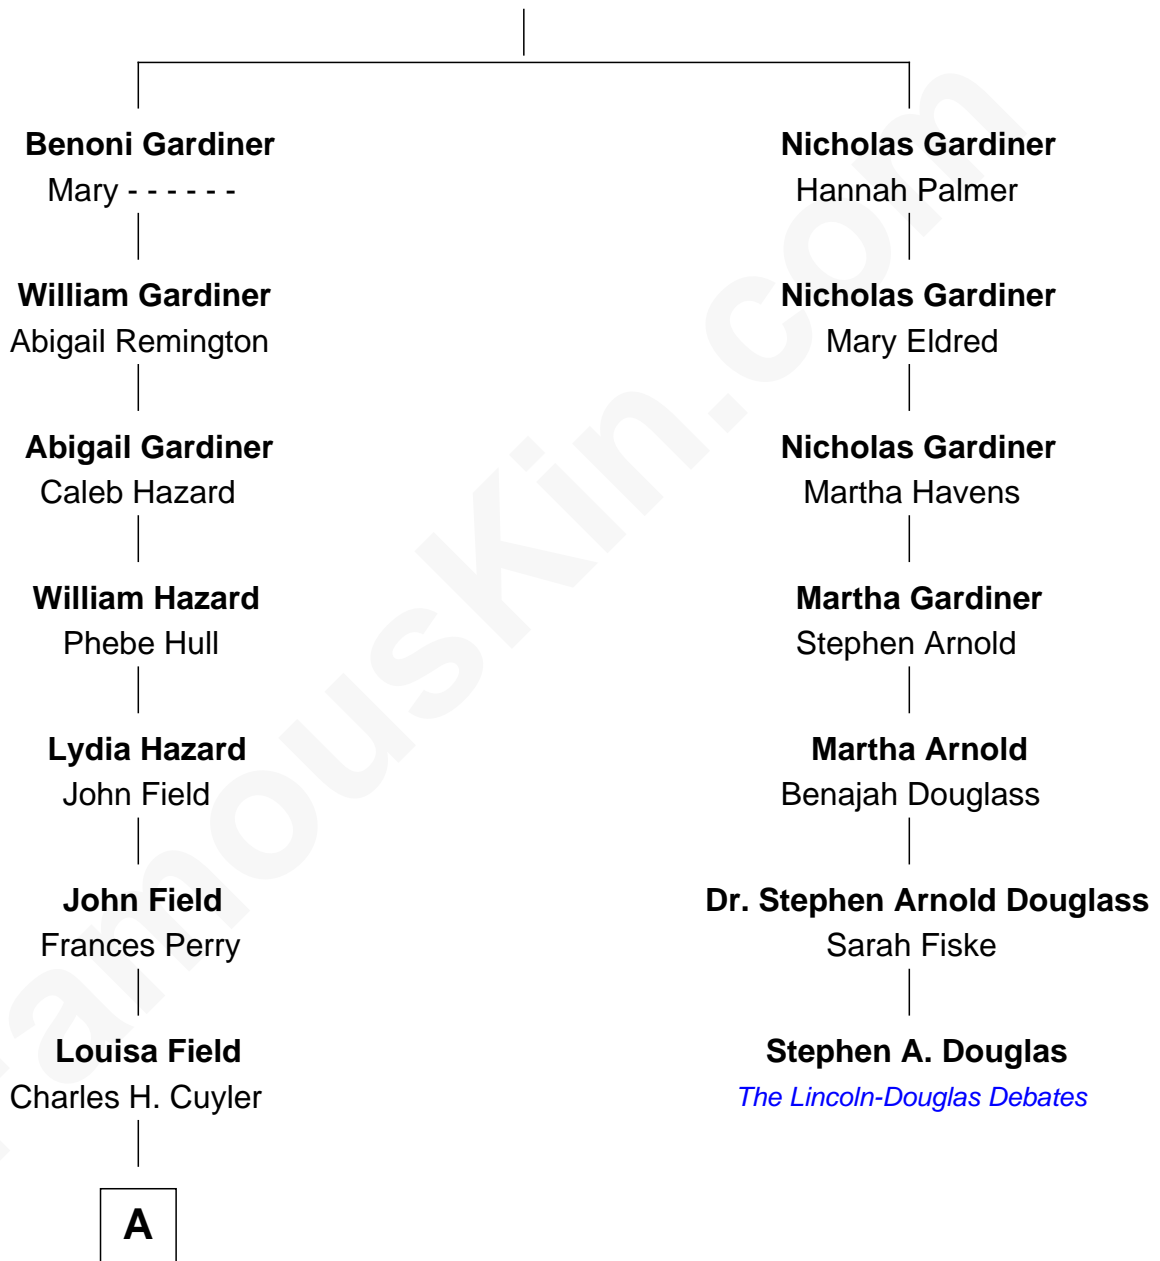 Benoni Gardiner
Mary - - - - - -
Nicholas Gardiner
Hannah Palmer
William Gardiner
Abigail Remington
Nicholas Gardiner
Mary Eldred
Abigail Gardiner
Caleb Hazard
Nicholas Gardiner
Martha Havens
William Hazard
Phebe Hull
Martha Gardiner
Stephen Arnold
Lydia Hazard
John Field
Martha Arnold
Benajah Douglass
John Field
Frances Perry
Dr. Stephen Arnold Douglass
Sarah Fiske
Louisa Field
Charles H. Cuyler
Stephen A. Douglas
The Lincoln-Douglas Debates
A
FamousKin.com